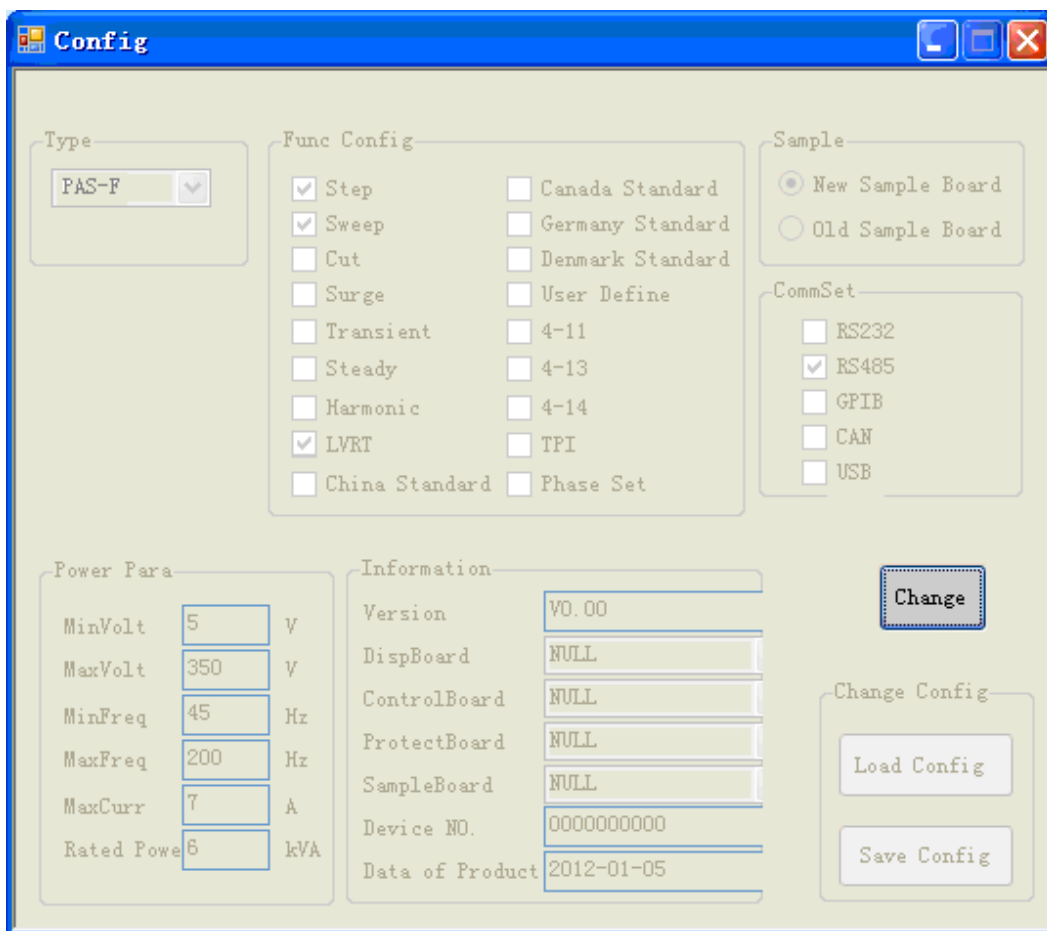 Config
Type
PAS-F
Func Config
Step
Canada Standard
Sweep
Germany Standard
Cut
Denmark Standard
Surge
User Define
Transient
4-11
Steady
4-13
Harmonic
4-14
LVRT
TPI
China Standard
Phase Set
Sample
New Sample Board
Old Sample Board
CommSet
RS232
RS485
GPIB
CAN
USB
Power Para
MinVolt 5 V
MaxVolt 350 V
MinFreq 45 Hz
MaxFreq 200 Hz
MaxCurr 7 A
Rated Powe 6 kVA
Information
Version V0.00
DispBoard NULL
ControlBoard NULL
ProtectBoard NULL
SampleBoard NULL
Device NO. 0000000000
Data of Product 2012-01-05
Change
Change Config
Load Config
Save Config